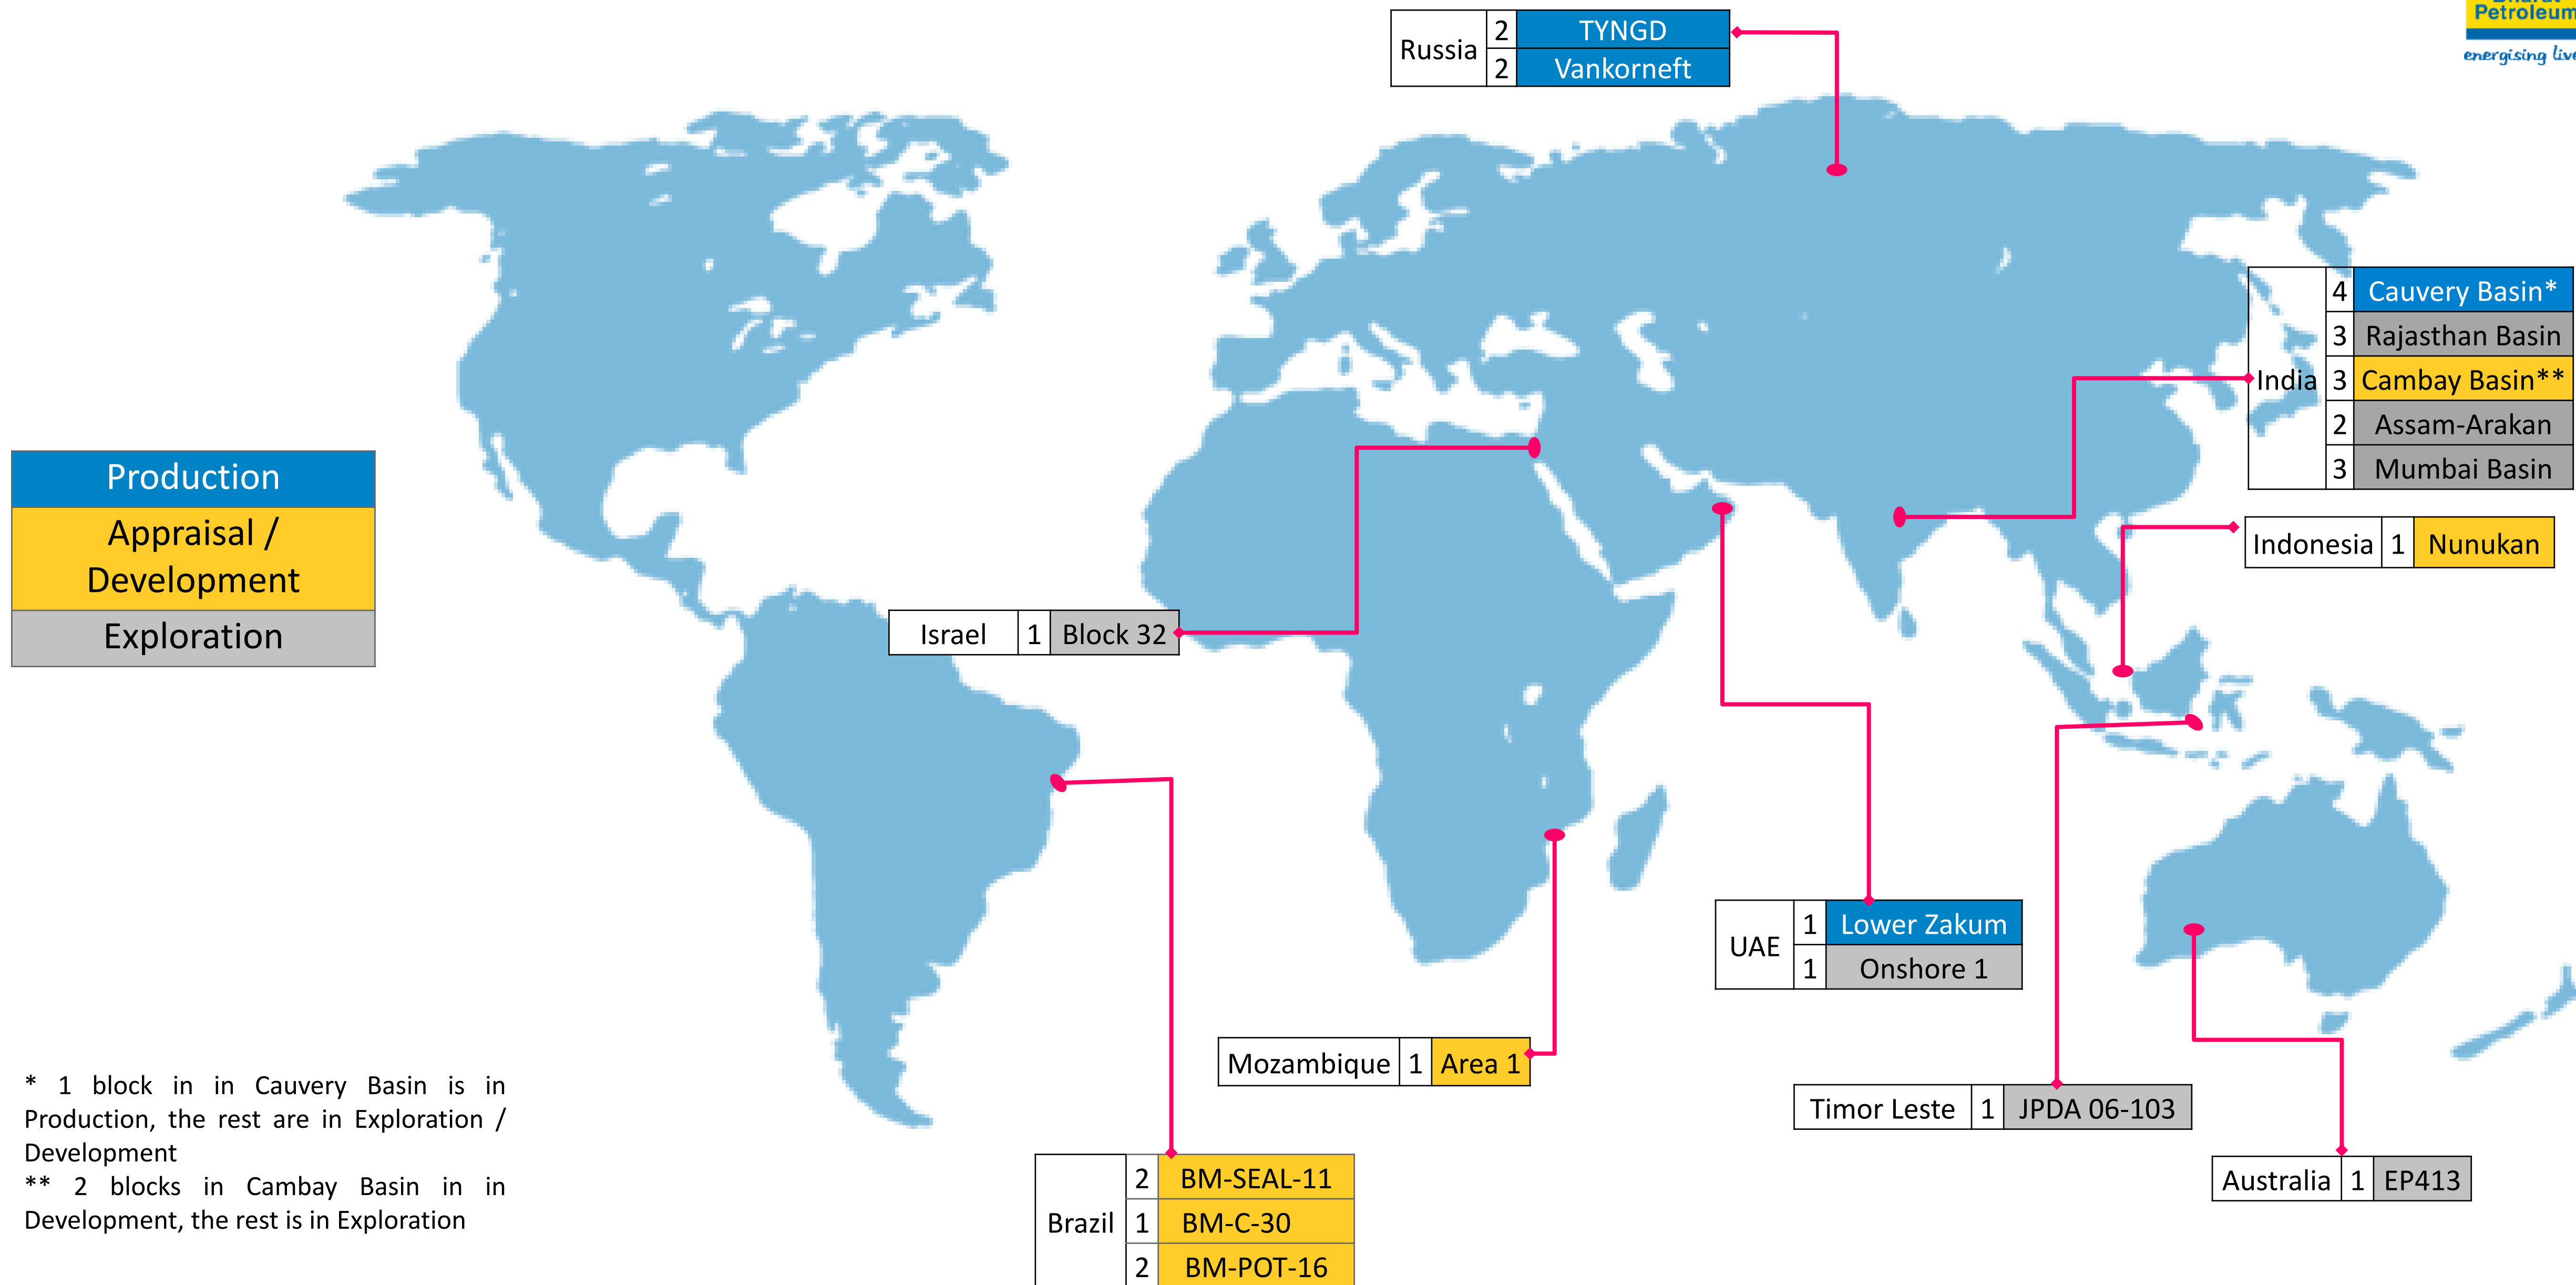 Petroleum
energising
Russia 2 TYNGD
2 Vankorneft
4 Cauvery Basin*
3 Rajasthan Basin
India 3 Cambay Basin**
2 Assam-Arakan
3 Mumbai Basin
Production
Appraisal /
Development
Exploration
Indonesia 1 Nunukan
Israel 1 Block 32
UAE 1 Lower Zakum
1 Onshore 1
Mozambique 1 Area 1
Timor Leste 1 JPDA 06-103
Australia 1 EP413
Brazil 2 BM-SEAL-11
1 BM-C-30
2 BM-POT-16
* 1 block in in Cauvery Basin is in
Production, the rest are in Exploration /
Development
** 2 blocks in Cambay Basin in in
Development, the rest is in Exploration